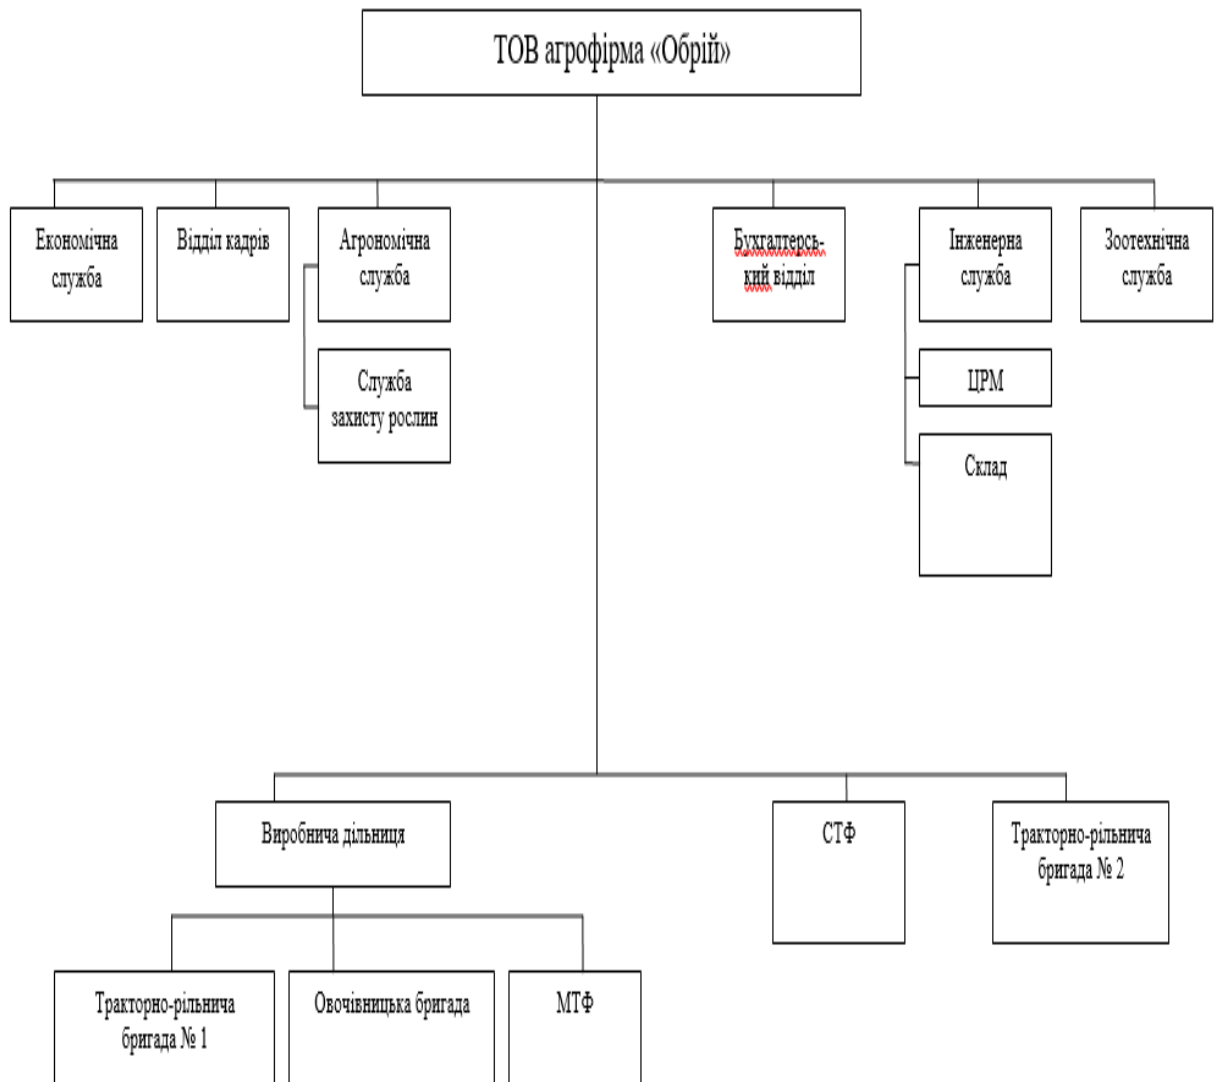 ТОВ агрофірма «Обрій»
Економічна
служба
Відділ кадрів
Агрономічна
служба
Бухгалтерсь-
кий відділ
Інженерна
служба
Зоотехнічна
служба
Служба
захисту рослин
ЦРМ
Склад
Виробнича дільниця
СТФ
Тракторно-рільнича
бригада № 2
Тракторно-рільнича
бригада № 1
Овочівницька бригада
МТФ